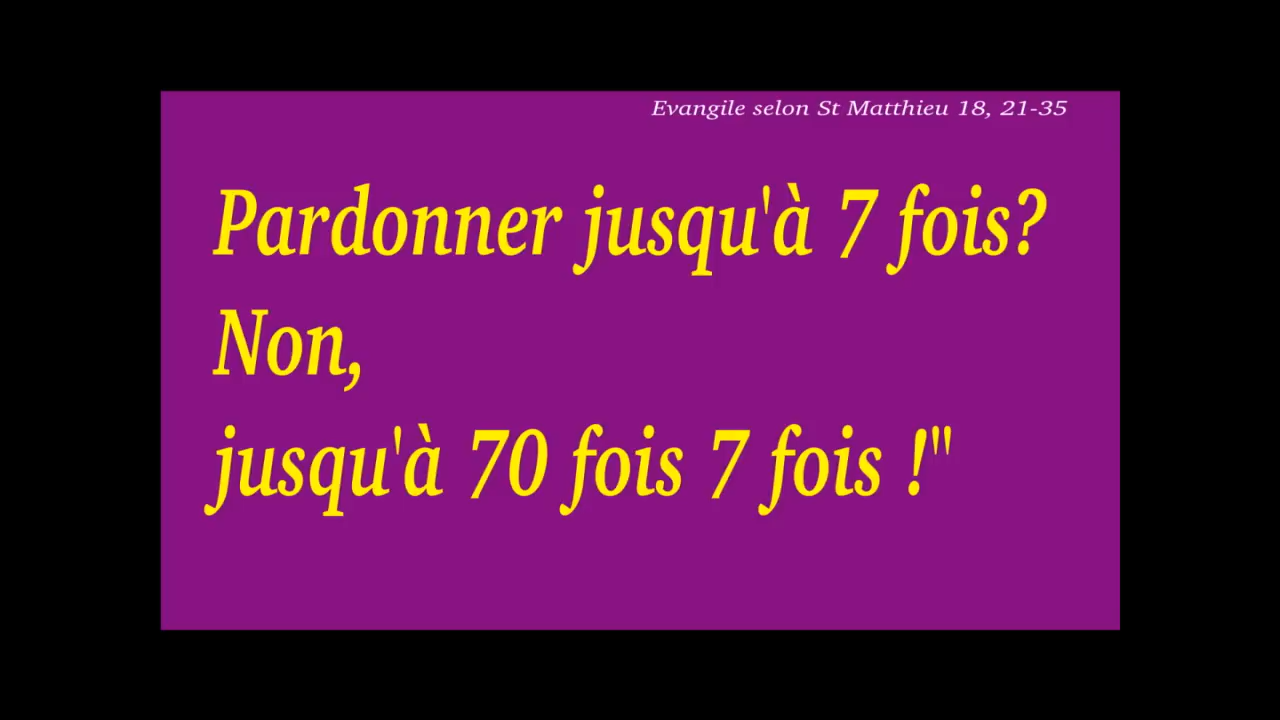 Evangile selon St Matthieu 18, 21-35
Pardonner jusqu'à 7 fois?
Non,
jusqu'à 70 fois 7 fois !"